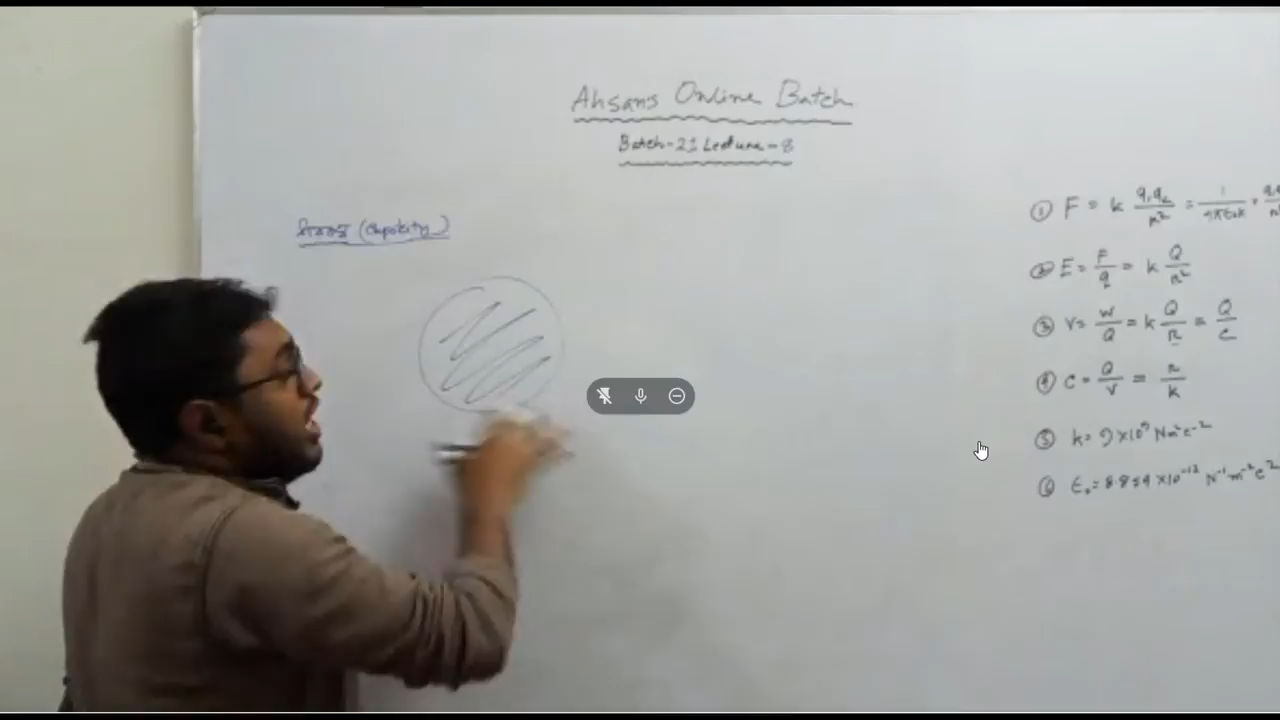 Ahsans Online Batch
Batch-21 Lecture-8
ধারকত্ব (Capacity)
① F = k q₁q₂/r² = 1/4πε₀k ·
② E = F/q = k Q/r²
③ V = W/Q = k Q/r = Q/C
④ C = Q/V = r/k
⑤ k = 9×10⁹ Nm²c⁻²
⑥ ε₀ = 8.854 ×10⁻¹² N⁻¹m⁻²c²